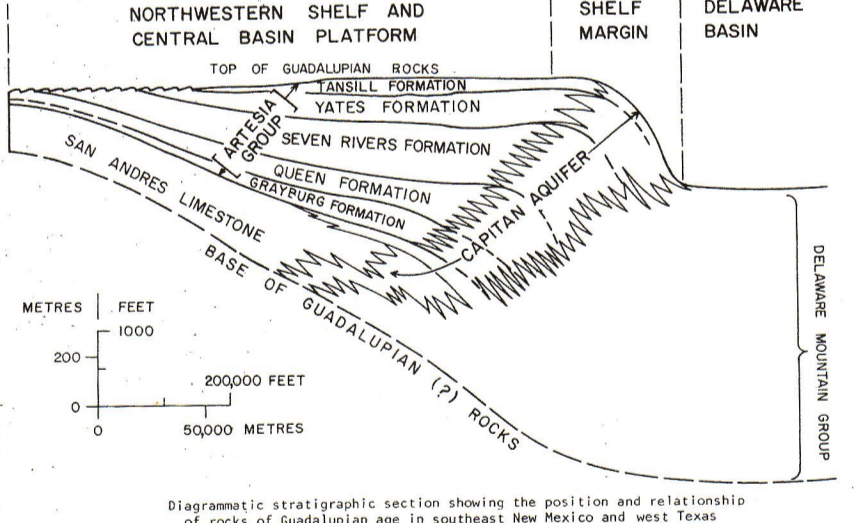 NORTHWESTERN SHELF AND
CENTRAL BASIN PLATFORM
SHELF
MARGIN
DELAWARE
BASIN
TOP OF GUADALUPIAN ROCKS
TANSILL FORMATION
YATES FORMATION
ARTESIA
GROUP
SEVEN RIVERS FORMATION
QUEEN FORMATION
GRAYBURG FORMATION
SAN ANDRES LIMESTONE
CAPITAN AQUIFER
BASE OF GUADALUPIAN (?) ROCKS
DELAWARE MOUNTAIN GROUP
METRES FEET
1000
200
200,000 FEET
0
0 50,000 METRES
Diagrammatic stratigraphic section showing the position and relationship
of rocks of Guadalupian age in southeast New Mexico and west Texas